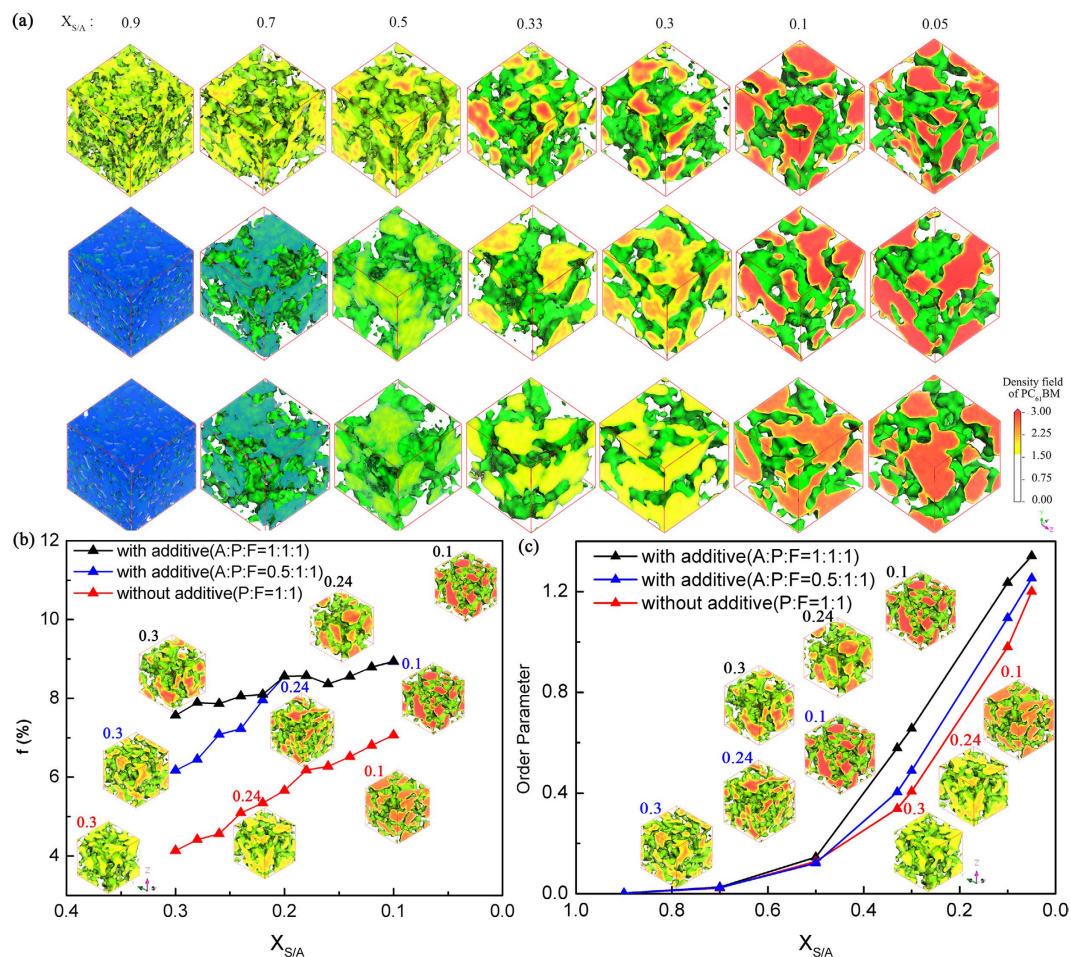 (a) X_S/A : 0.9 0.7 0.5 0.33 0.3 0.1 0.05
Density field
of PC₆₁BM
3.00
2.25
1.50
0.75
0.00
Y
Z
(b)
12
10
8
6
4
f (%)
with additive(A:P:F=1:1:1)
with additive(A:P:F=0.5:1:1)
without additive(P:F=1:1)
0.1
0.24
0.3
0.1
0.24
0.3
0.1
0.24
0.3
Z
0.4 0.3 0.2 0.1 0.0
X_S/A
(c)
1.2
0.8
0.4
0.0
Order Parameter
with additive(A:P:F=1:1:1)
with additive(A:P:F=0.5:1:1)
without additive(P:F=1:1)
0.1
0.24
0.3
0.1
0.24
0.3
0.1
0.24
0.3
Z
1.0 0.8 0.6 0.4 0.2 0.0
X_S/A